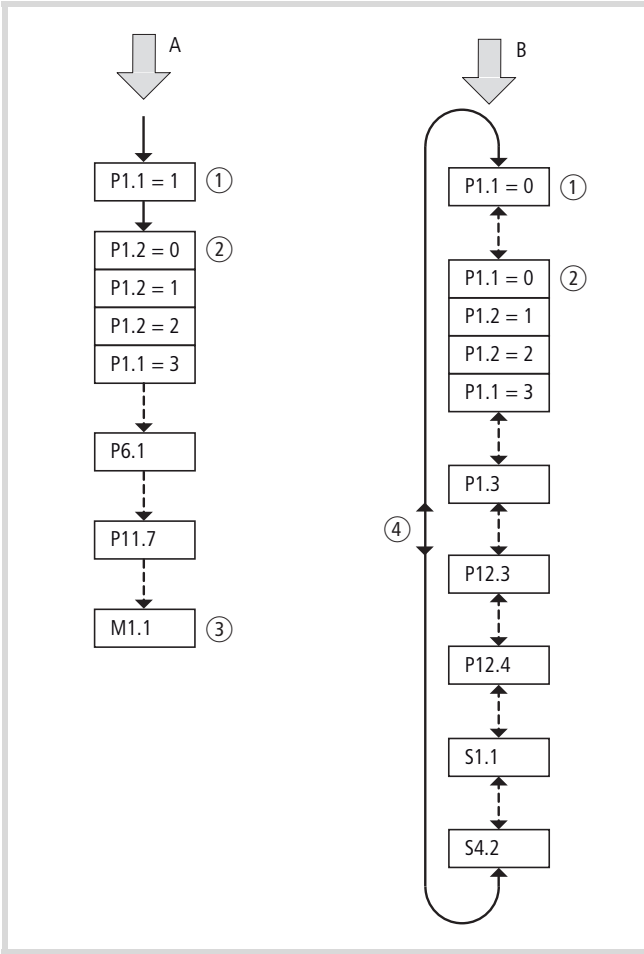 A
P1.1 = 1
1
P1.2 = 0
2
P1.2 = 1
P1.2 = 2
P1.1 = 3
P6.1
P11.7
M1.1
3
B
P1.1 = 0
1
P1.1 = 0
2
P1.2 = 1
P1.2 = 2
P1.1 = 3
P1.3
4
P12.3
P12.4
S1.1
S4.2